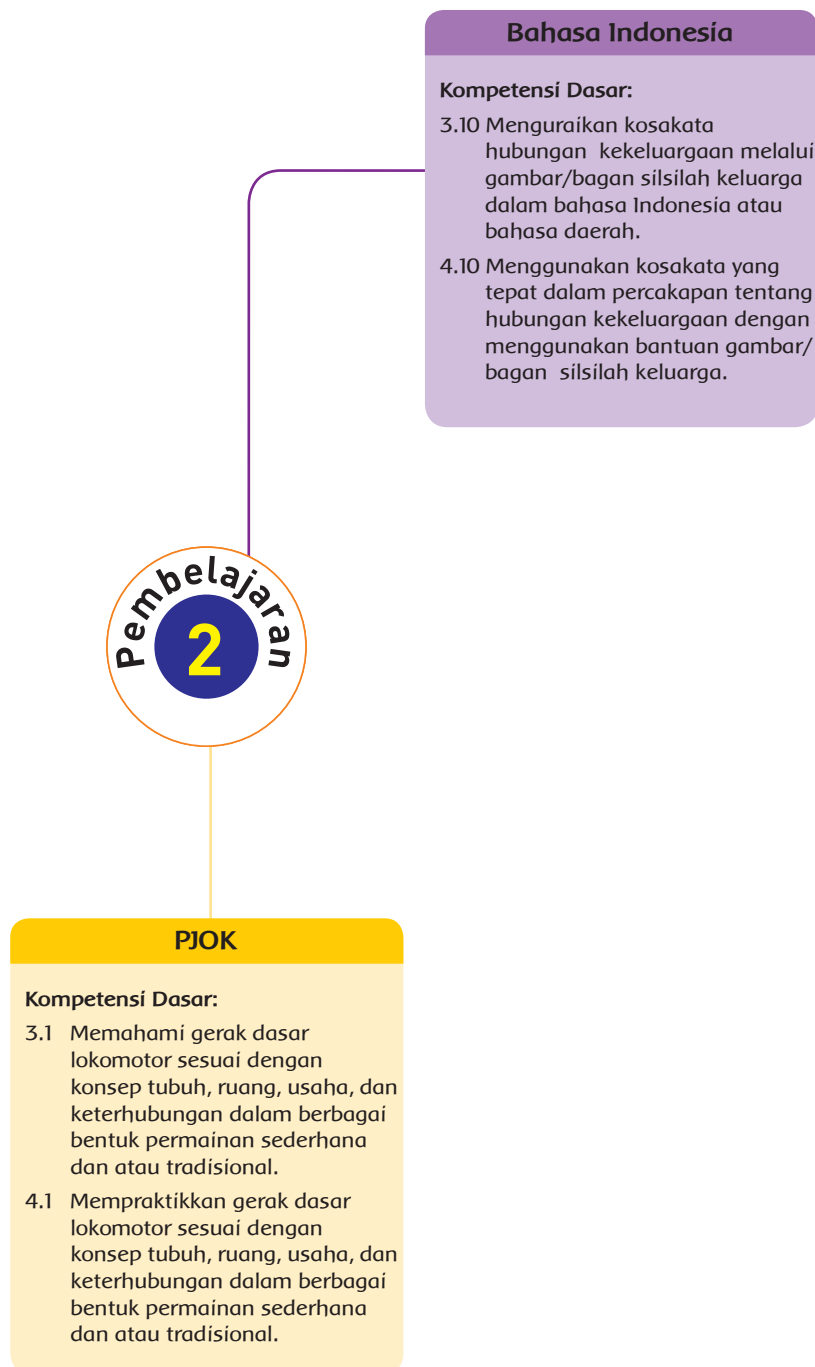 Bahasa Indonesia
Kompetensi Dasar:
3.10 Menguraikan kosakata
hubungan kekeluargaan melalui
gambar/bagan silsilah keluarga
dalam bahasa Indonesia atau
bahasa daerah.
4.10 Menggunakan kosakata yang
tepat dalam percakapan tentang
hubungan kekeluargaan dengan
menggunakan bantuan gambar/
bagan silsilah keluarga.
Pembelajaran
2
PJOK
Kompetensi Dasar:
3.1 Memahami gerak dasar
lokomotor sesuai dengan
konsep tubuh, ruang, usaha, dan
keterhubungan dalam berbagai
bentuk permainan sederhana
dan atau tradisional.
4.1 Mempraktikkan gerak dasar
lokomotor sesuai dengan
konsep tubuh, ruang, usaha, dan
keterhubungan dalam berbagai
bentuk permainan sederhana
dan atau tradisional.